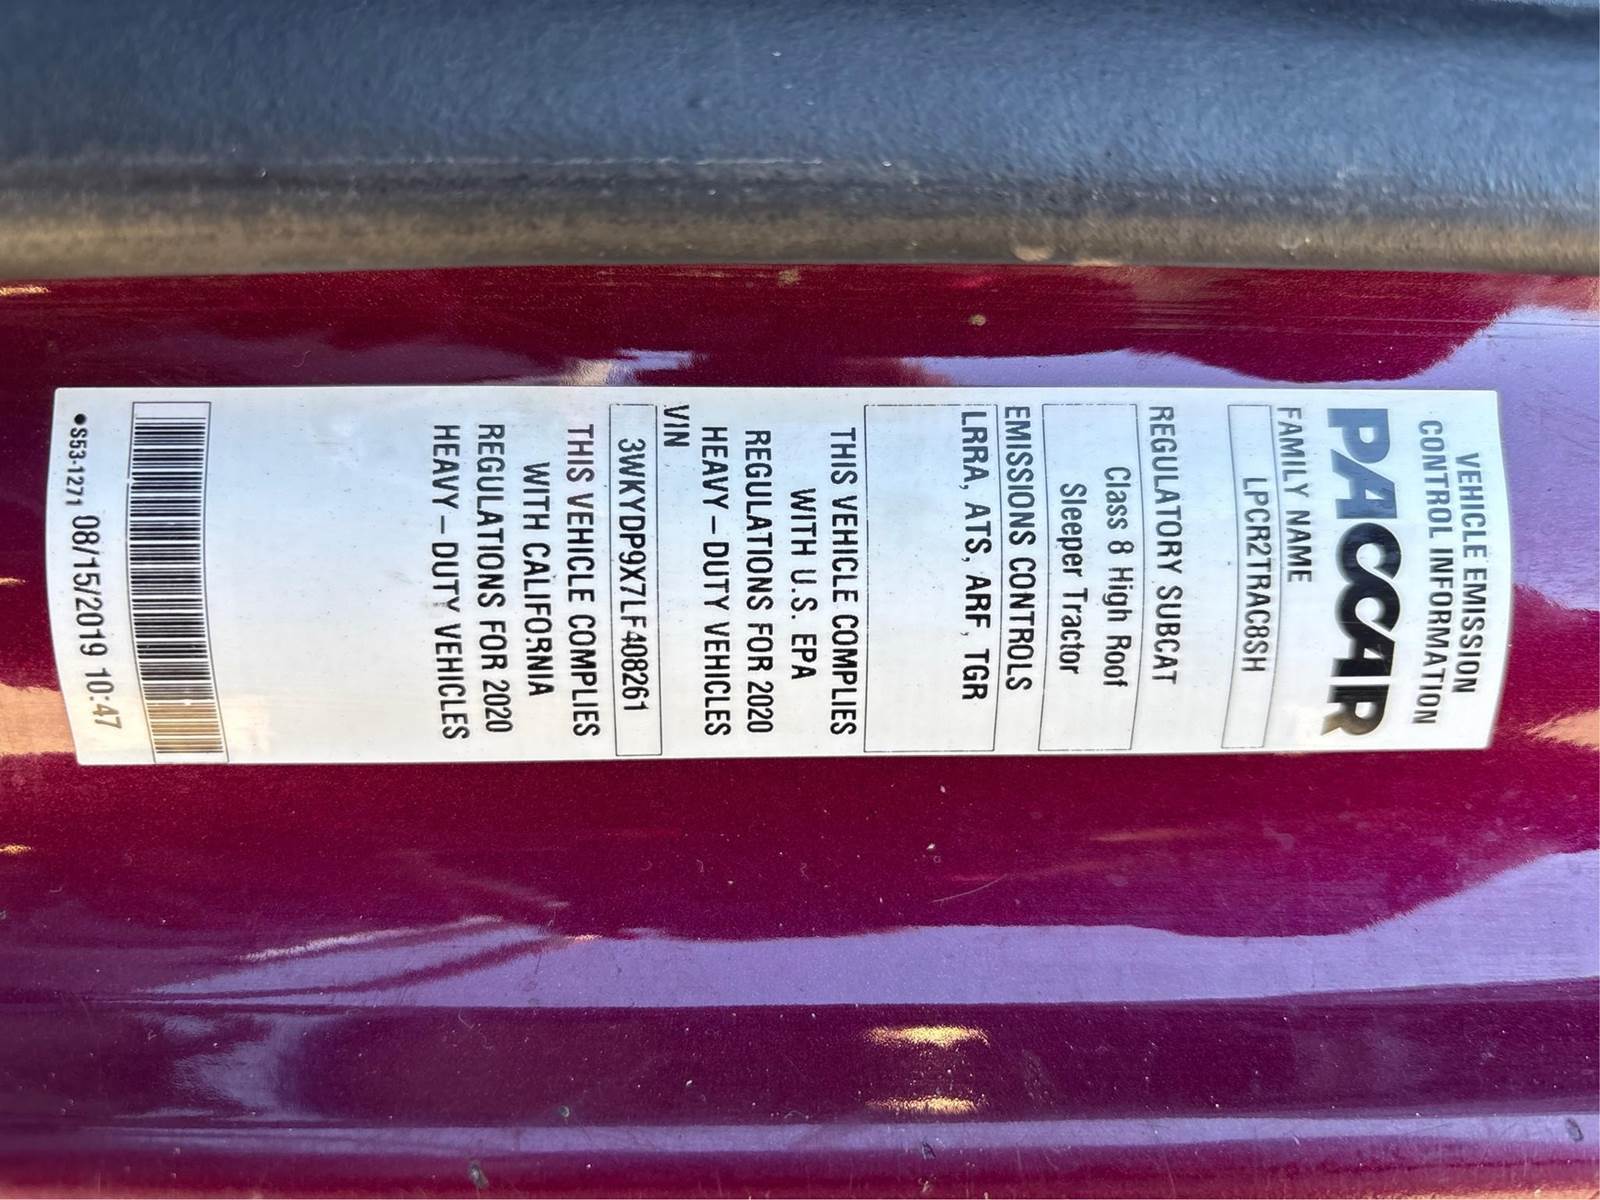 VEHICLE EMISSION
CONTROL INFORMATION
PACCAR
FAMILY NAME
LPCR2TRAC8SH
REGULATORY SUBCAT
Class 8 High Roof
Sleeper Tractor
EMISSIONS CONTROLS
LRRA, ATS, ARF, TGR
THIS VEHICLE COMPLIES
WITH U.S. EPA
REGULATIONS FOR 2020
HEAVY-DUTY VEHICLES
VIN
3WKYDP9X7LF408261
THIS VEHICLE COMPLIES
WITH CALIFORNIA
REGULATIONS FOR 2020
HEAVY-DUTY VEHICLES
•S53-1271 08/15/2019 10:47